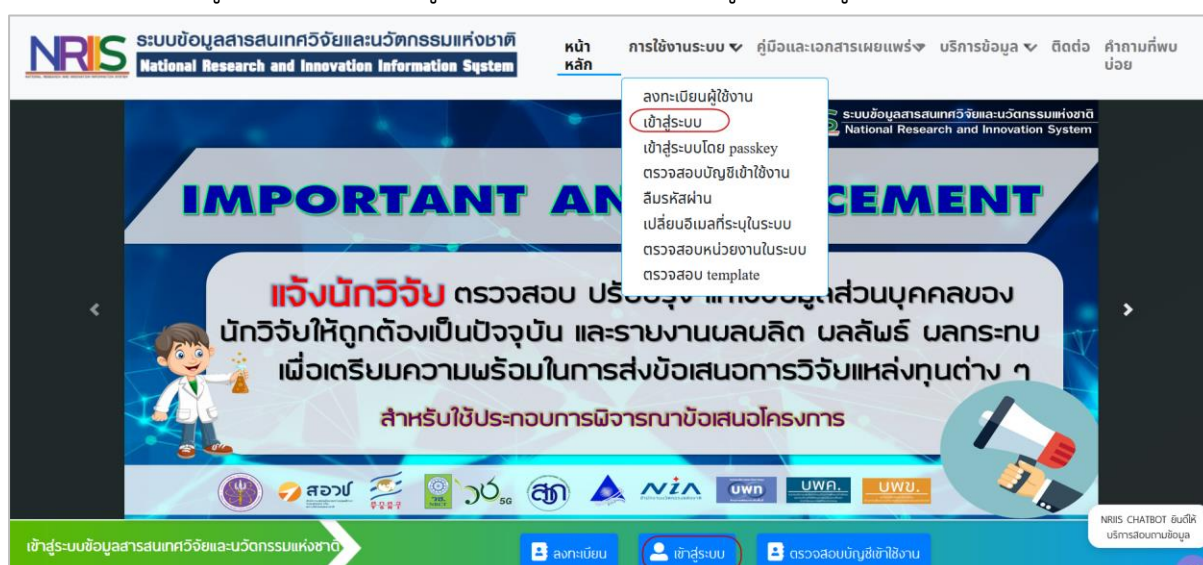 NRIIS
ระบบข้อมูลสารสนเทศวิจัยและนวัตกรรมแห่งชาติ
National Research and Innovation Information System
หน้า
หลัก
การใช้งานระบบ
คู่มือและเอกสารเผยแพร่
บริการข้อมูล
ติดต่อ
คำถามที่พบ
บ่อย
ลงทะเบียนผู้ใช้งาน
เข้าสู่ระบบ
เข้าสู่ระบบโดย passkey
ตรวจสอบบัญชีเข้าใช้งาน
ลืมรหัสผ่าน
เปลี่ยนอีเมลที่ระบุในระบบ
ตรวจสอบหน่วยงานในระบบ
ตรวจสอบ template
ระบบข้อมูลสารสนเทศวิจัยและนวัตกรรมแห่งชาติ
National Research and Innovation System
IMPORTANT AN CEMENT
แจ้งนักวิจัย ตรวจสอบ ข้อมูลส่วนบุคคลของ
นักวิจัยให้ถูกต้องเป็นปัจจุบัน และรายงานผลผลิต ผลลัพธ์ ผลกระทบ
เพื่อเตรียมความพร้อมในการส่งข้อเสนอการวิจัยแหล่งทุนต่าง ๆ
สำหรับใช้ประกอบการพิจารณาข้อเสนอโครงการ
สอวช วช. 5G สวก NIA บพท บพค. บพข.
เข้าสู่ระบบข้อมูลสารสนเทศวิจัยและนวัตกรรมแห่งชาติ
ลงทะเบียน
เข้าสู่ระบบ
ตรวจสอบบัญชีเข้าใช้งาน
NRIIS CHATBOT ยินดีให้
บริการสอบถามข้อมูล